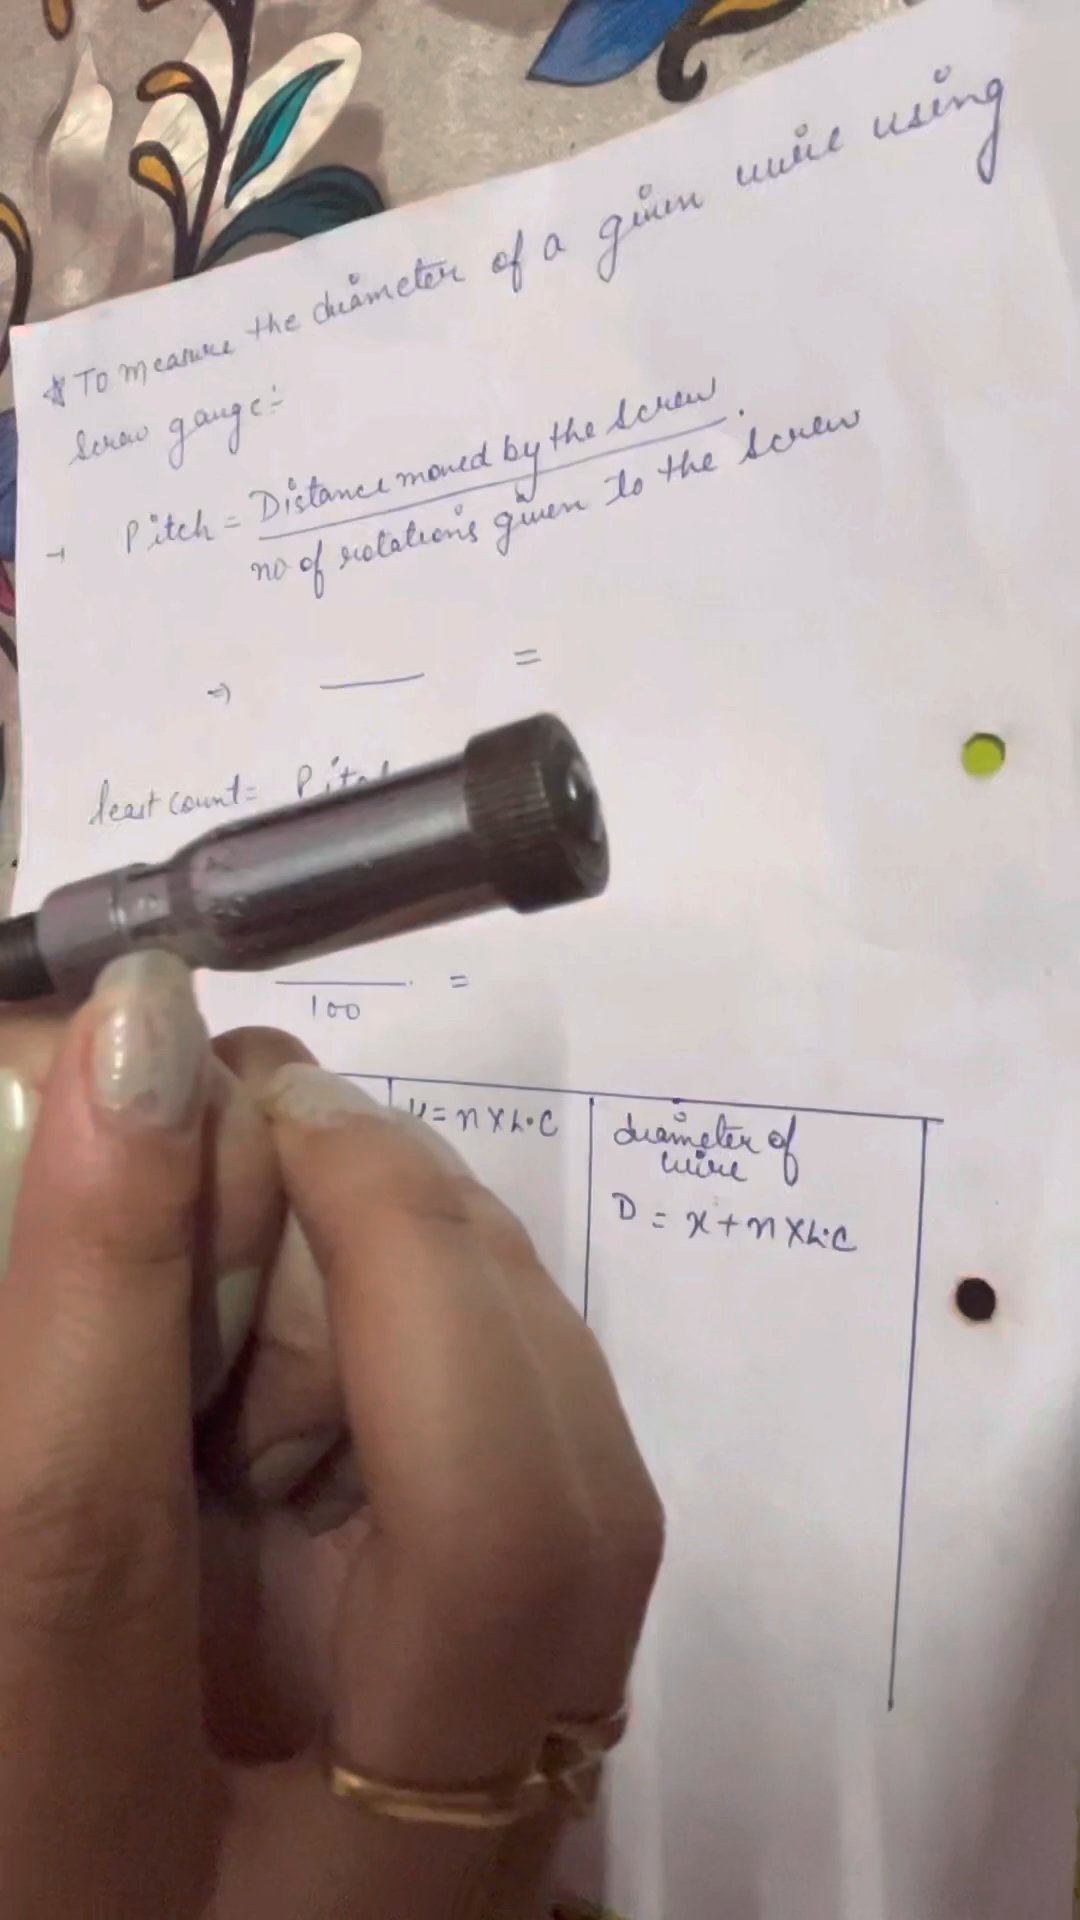 * To measure the diameter of a given wire using
Screw gauge:-
→ Pitch = Distance moved by the screw
no of rotations given to the screw
⇒ — =
least count =
100 =
= n x L.C
diameter of
wire
D = x + n x L.C